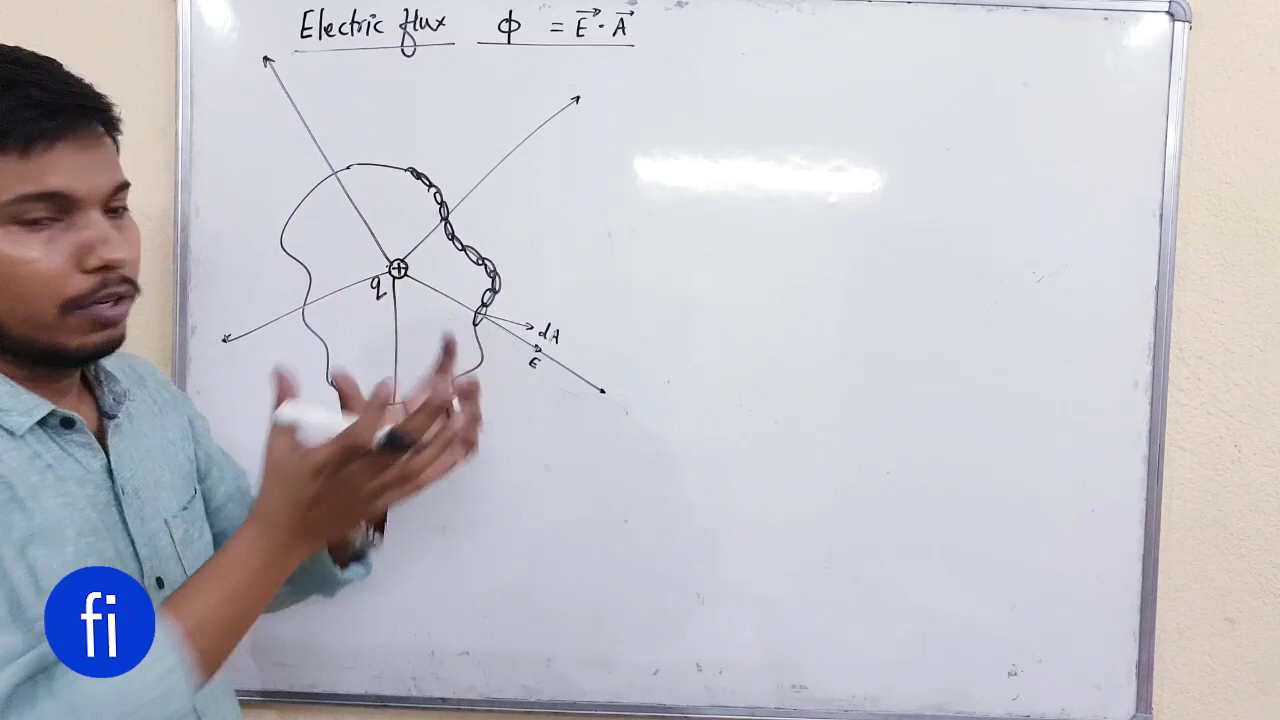 Electric flux ϕ = E⃗ · A⃗
+
q
dA
E
fi